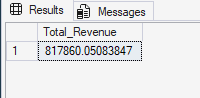 Results Messages
Total_Revenue
1 817860.05083847